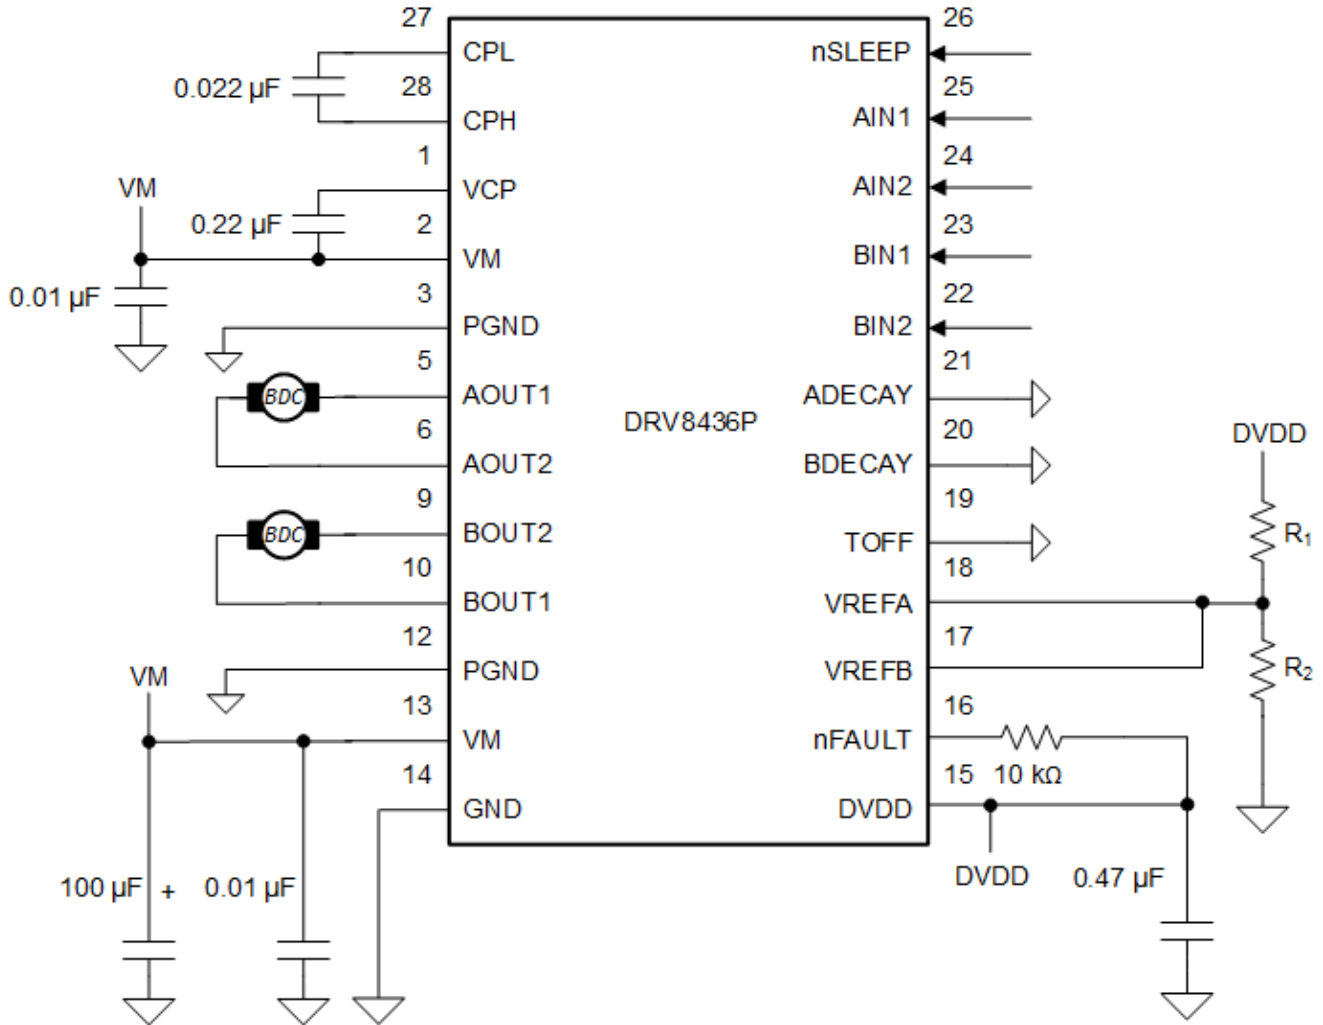 27
CPL
0.022 µF
28
CPH
1
VM
VCP
0.22 µF
2
VM
0.01 µF
3
PGND
5
BDC
AOUT1
6
AOUT2
9
BDC
BOUT2
10
BOUT1
12
PGND
VM
13
VM
14
GND
100 µF +
0.01 µF
DRV8436P
26
nSLEEP
25
AIN1
24
AIN2
23
BIN1
22
BIN2
21
ADECAY
20
BDECAY
19
TOFF
18
VREFA
17
VREFB
16
nFAULT
10 kΩ
15
DVDD
DVDD
0.47 µF
DVDD
R1
R2